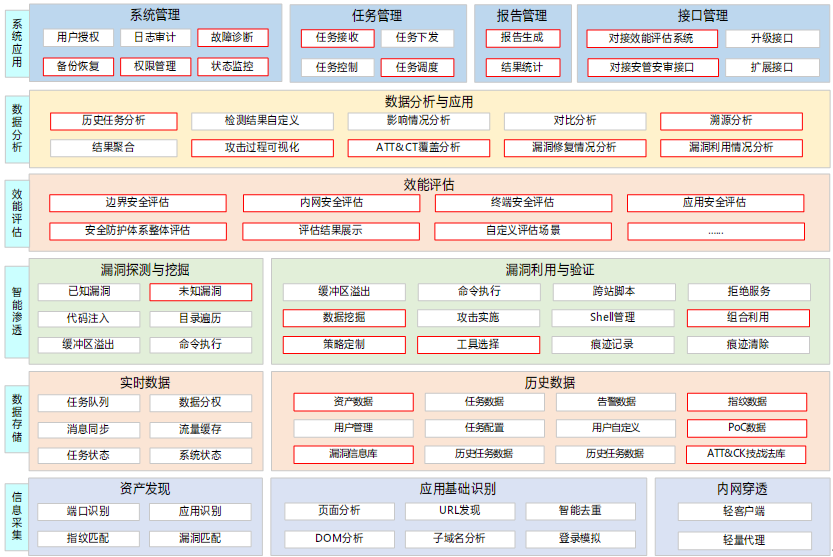 系统应用
系统管理
用户授权 日志审计 故障诊断
备份恢复 权限管理 状态监控
任务管理
任务接收 任务下发
任务控制 任务调度
报告管理
报告生成
结果统计
接口管理
对接效能评估系统 升级接口
对接安管安审接口 扩展接口
数据分析
数据分析与应用
历史任务分析 检测结果自定义 影响情况分析 对比分析 溯源分析
结果聚合 攻击过程可视化 ATT&CT覆盖分析 漏洞修复情况分析 漏洞利用情况分析
效能评估
效能评估
边界安全评估 内网安全评估 终端安全评估 应用安全评估
安全防护体系整体评估 评估结果展示 自定义评估场景 ......
智能渗透
漏洞探测与挖掘
已知漏洞 未知漏洞
代码注入 目录遍历
缓冲区溢出 命令执行
漏洞利用与验证
缓冲区溢出 命令执行 跨站脚本 拒绝服务
数据挖掘 攻击实施 Shell管理 组合利用
策略定制 工具选择 痕迹记录 痕迹清除
数据存储
实时数据
任务队列 数据分权
消息同步 流量缓存
任务状态 系统状态
历史数据
资产数据 任务数据 告警数据 指纹数据
用户管理 任务配置 用户自定义 PoC数据
漏洞信息库 历史任务数据 历史任务数据 ATT&CK技战法库
信息采集
资产发现
端口识别 应用识别
指纹匹配 漏洞匹配
应用基础识别
页面分析 URL发现 智能去重
DOM分析 子域名分析 登录模拟
内网穿透
轻客户端
轻量代理